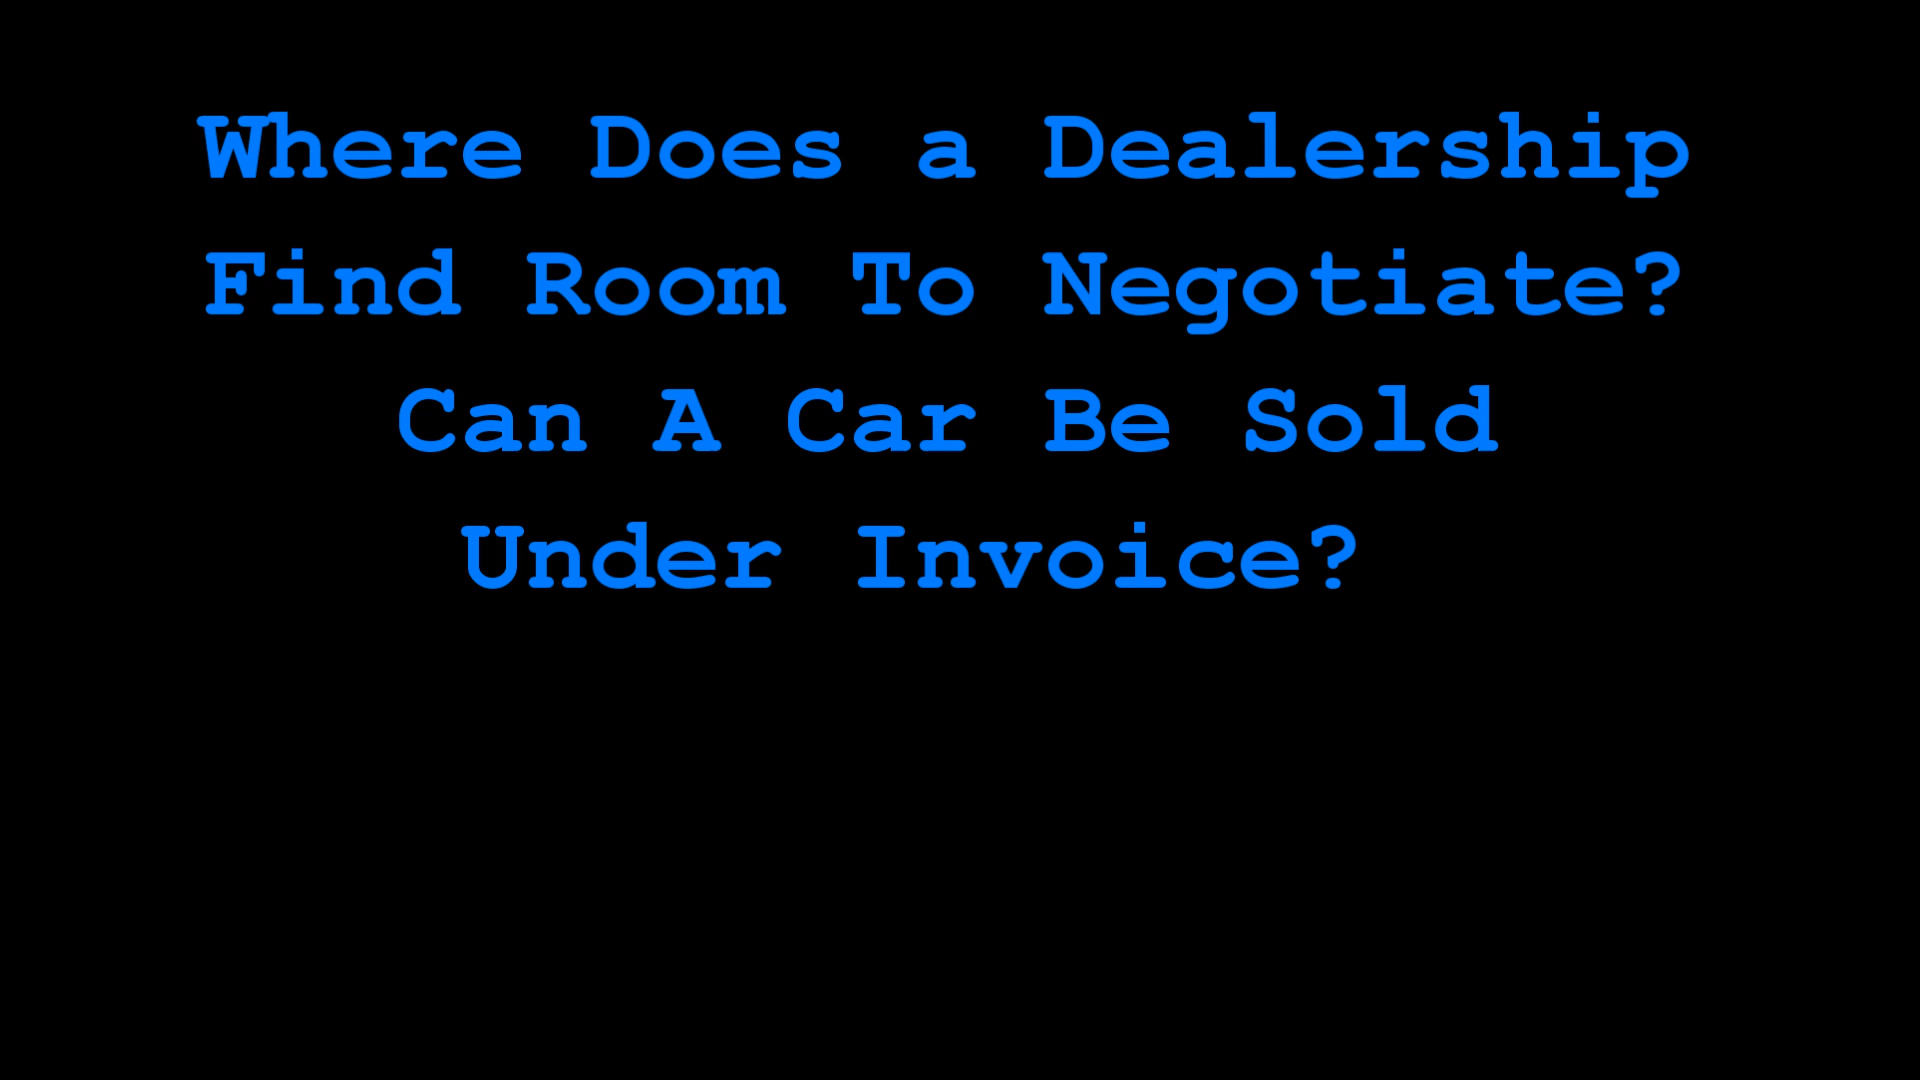 Where Does a Dealership
Find Room To Negotiate?
Can A Car Be Sold
Under Invoice?